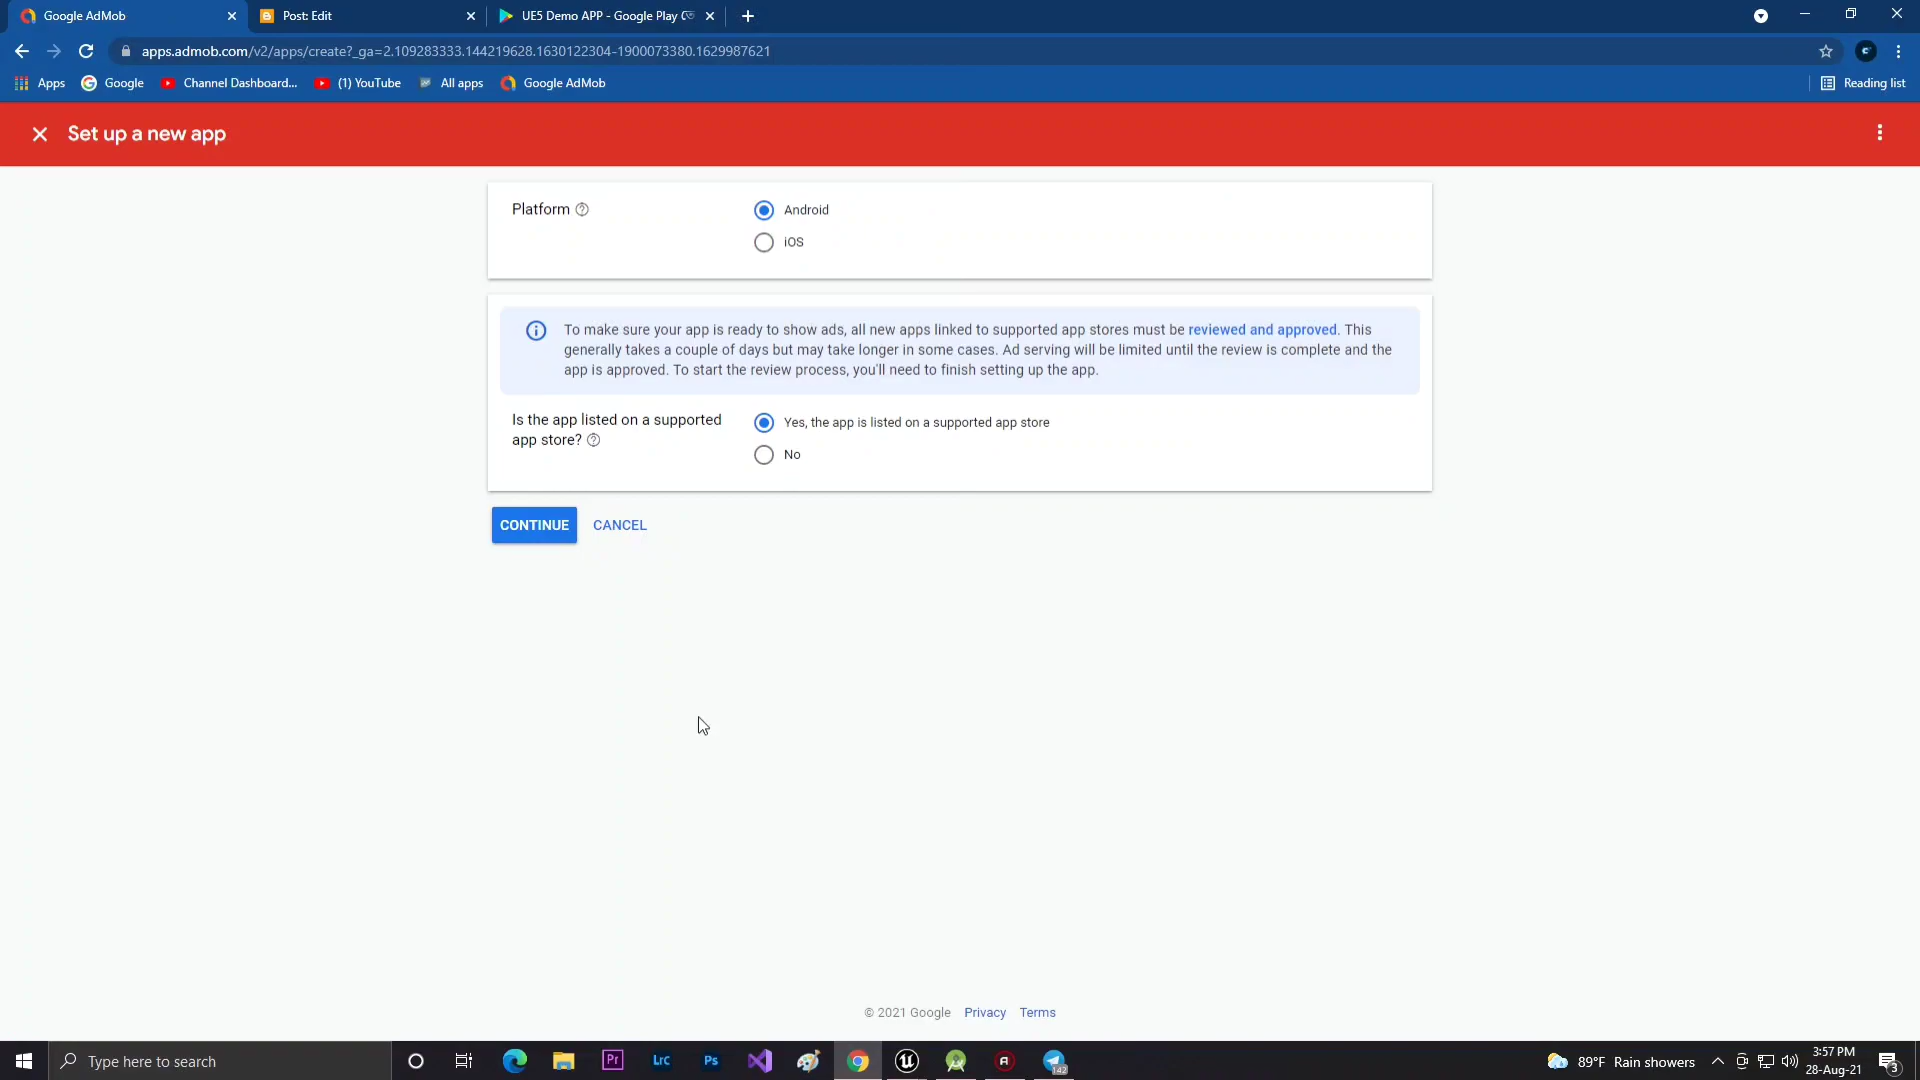 Google AdMob
Post: Edit
UE5 Demo APP - Google Play
apps.admob.com/v2/apps/create?_ga=2.109283333.144219628.1630122304-1900073380.1629987621
Apps
Google
Channel Dashboard...
(1) YouTube
All apps
Google AdMob
Reading list
Set up a new app
Platform
Android
iOS
To make sure your app is ready to show ads, all new apps linked to supported app stores must be reviewed and approved. This
generally takes a couple of days but may take longer in some cases. Ad serving will be limited until the review is complete and the
app is approved. To start the review process, you'll need to finish setting up the app.
Is the app listed on a supported
app store?
Yes, the app is listed on a supported app store
No
CONTINUE
CANCEL
© 2021 Google Privacy Terms
Type here to search
Pr
Lrc
Ps
142
89°F Rain showers
3:57 PM
28-Aug-21
3